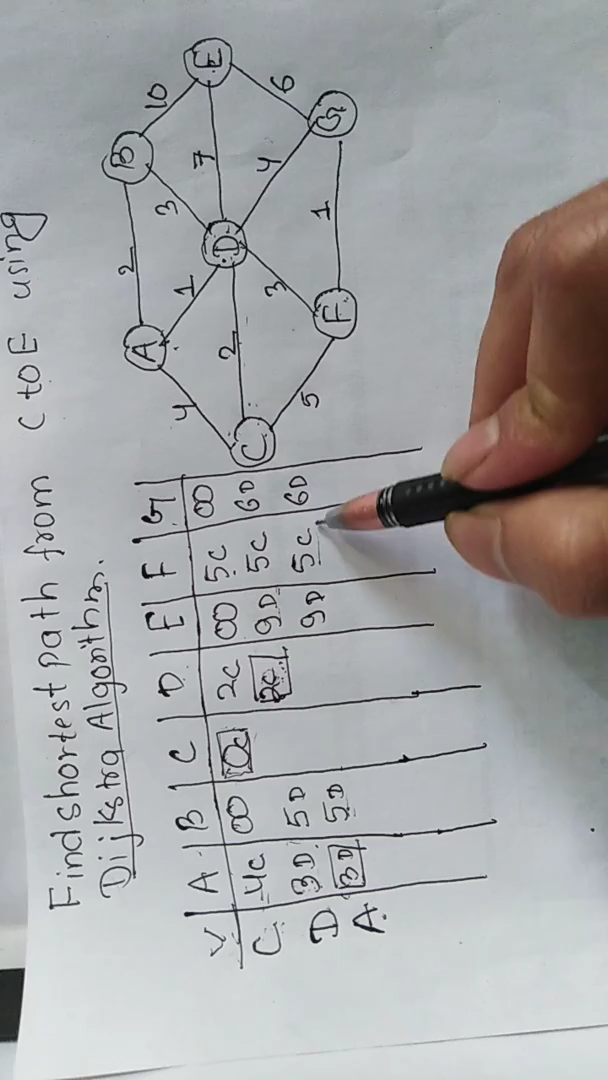 Find shortest path from C to E using
Dijkstra Algorithm.
V A B C D E F G
C 4C ∞ 0C 2C ∞ 5C ∞
D 3D 5D 2C 9D 5C 6D
A 3D 5D 9D 5C 6D
A
B
C
D
E
F
G
4
2
10
1
3
7
6
2
3
4
5
1